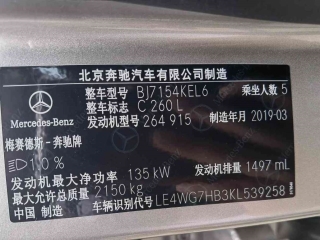 北京奔驰汽车有限公司制造
整车型号 BJ7154KEL6 乘坐人数 5
整车标志 C 260 L
Mercedes-Benz
发动机型号 264 915 制造年月 2019-03
梅赛德斯-奔驰牌
1.0 %
发动机最大净功率 135 kW 发动机排量 1497 mL
最大总质量 2150 kg
中国 制造 车辆识别代号 LE4WG7HB3KL539258